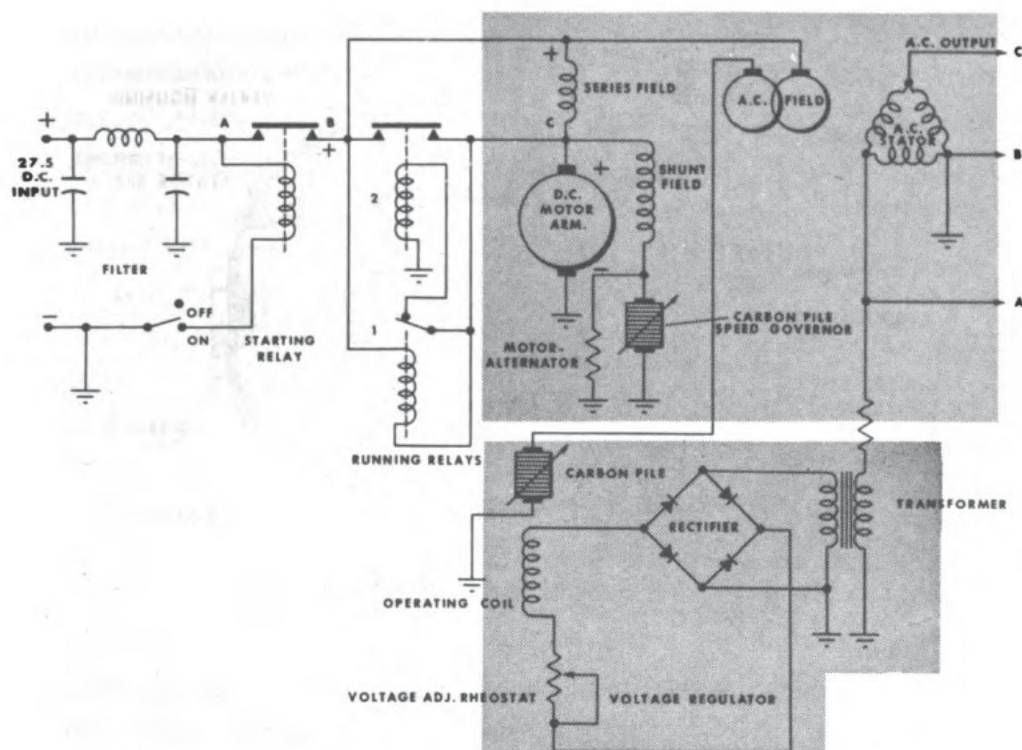 A.C. OUTPUT
C
+
SERIES FIELD
A.C. FIELD
+
A
B
+
C
A.C. STATOR
B
27.5
D.C.
INPUT
2
+
D.C.
MOTOR
ARM.
SHUNT
FIELD
FILTER
−
−
OFF
ON
STARTING
RELAY
1
A
CARBON PILE
SPEED GOVERNOR
MOTOR-
ALTERNATOR
RUNNING RELAYS
CARBON PILE
RECTIFIER
TRANSFORMER
OPERATING COIL
VOLTAGE ADJ. RHEOSTAT
VOLTAGE REGULATOR